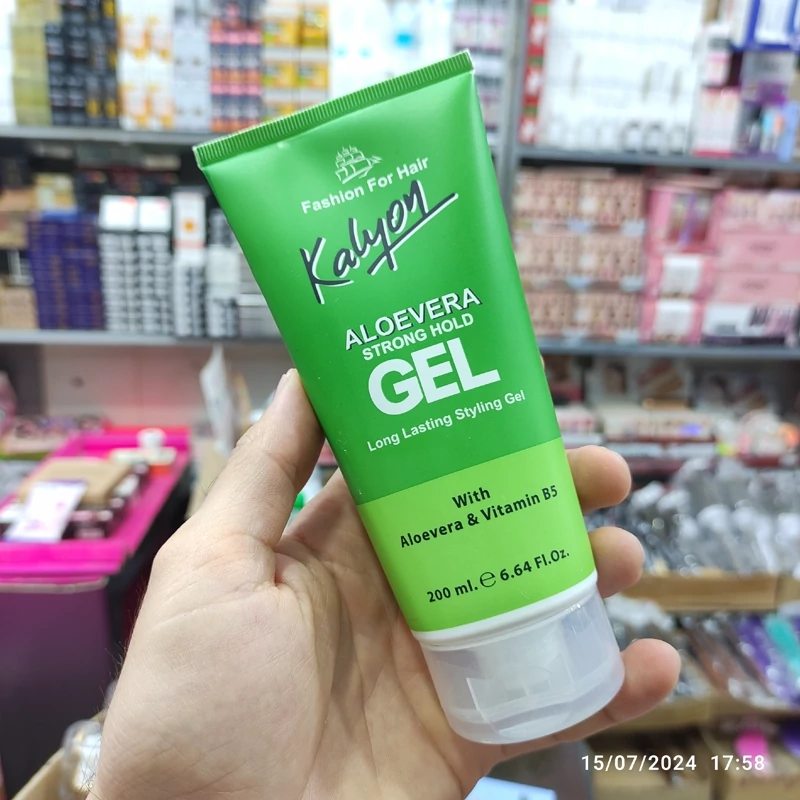 Fashion For Hair
Kalyon
ALOEVERA
STRONG HOLD
GEL
Long Lasting Styling Gel
With
Aloevera & Vitamin B5
200 ml. ℮ 6.64 Fl.Oz.
15/07/2024 17:58